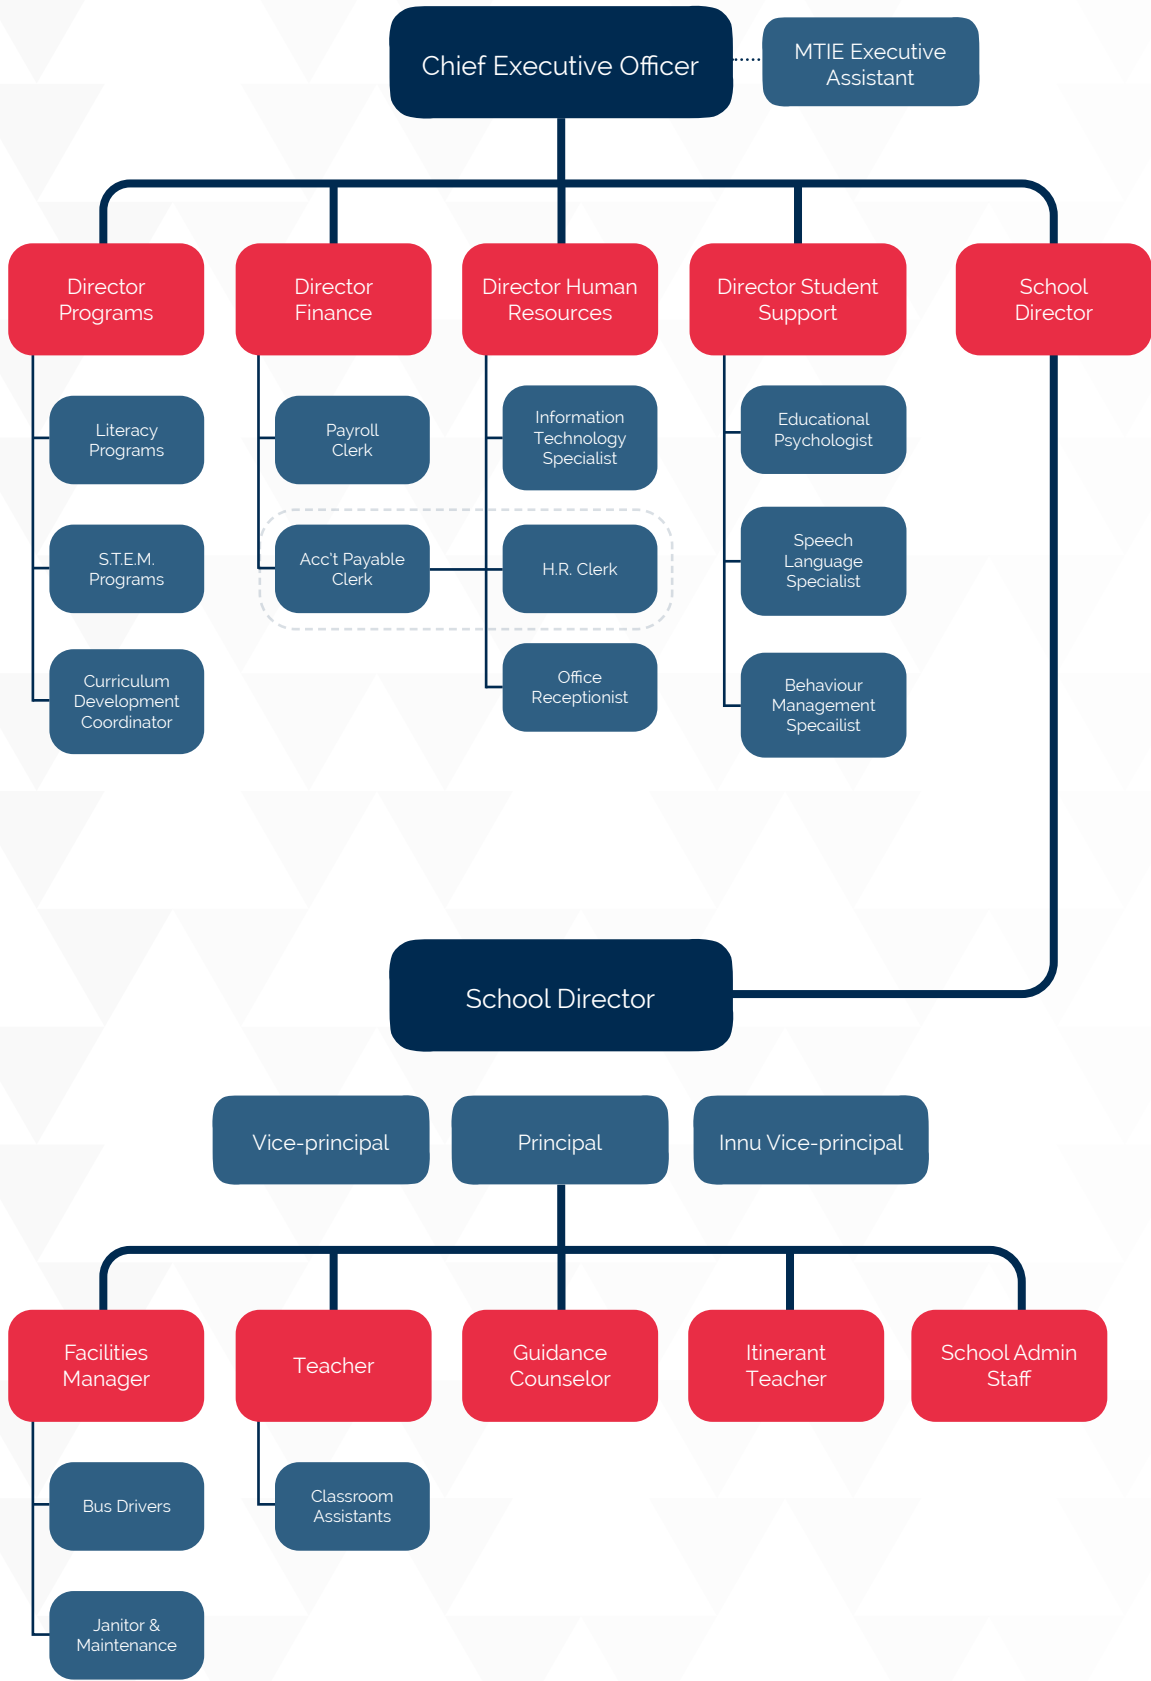 Chief Executive Officer
MTIE Executive
Assistant
Director
Programs
Director
Finance
Director Human
Resources
Director Student
Support
School
Director
Literacy
Programs
Payroll
Clerk
Information
Technology
Specialist
Educational
Psychologist
S.T.E.M.
Programs
Acc't Payable
Clerk
H.R. Clerk
Speech
Language
Specialist
Curriculum
Development
Coordinator
Office
Receptionist
Behaviour
Management
Specailist
School Director
Vice-principal
Principal
Innu Vice-principal
Facilities
Manager
Teacher
Guidance
Counselor
Itinerant
Teacher
School Admin
Staff
Bus Drivers
Classroom
Assistants
Janitor &
Maintenance